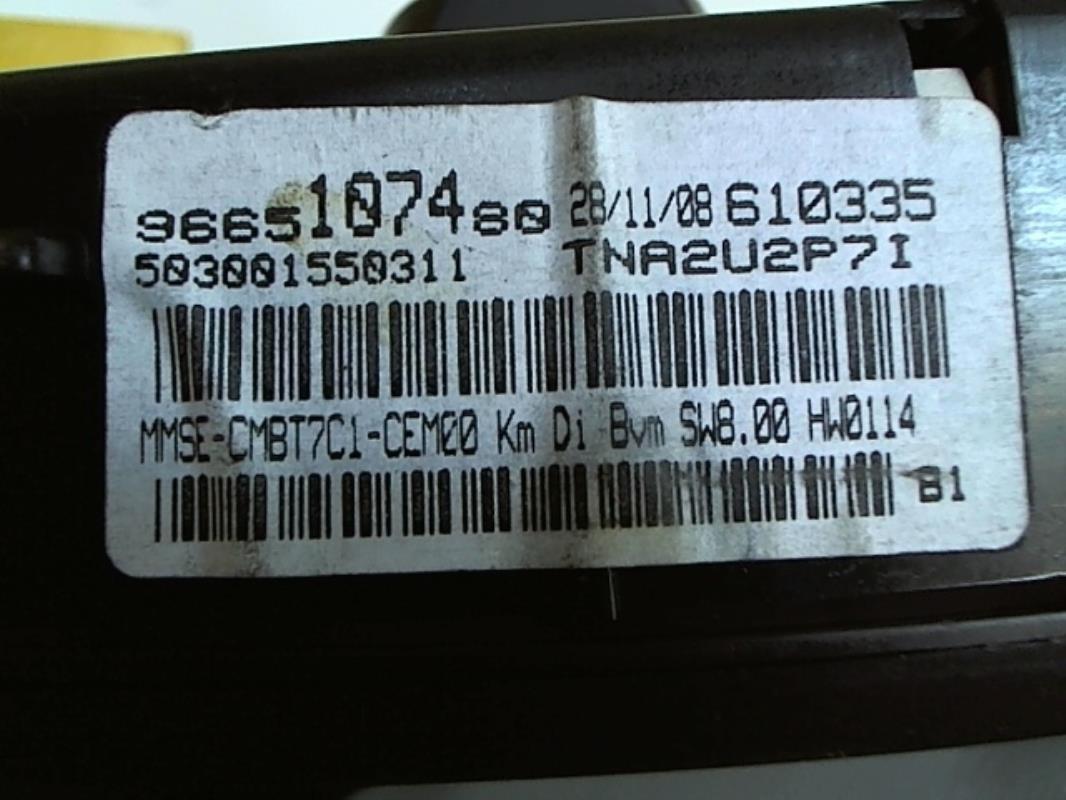 9665107480 28/11/08 610335
503001550311 TNA2U2P7I
MMSE-CMBT7C1-CEM00 Km Di Bvm SW8.00 HW0114
B1